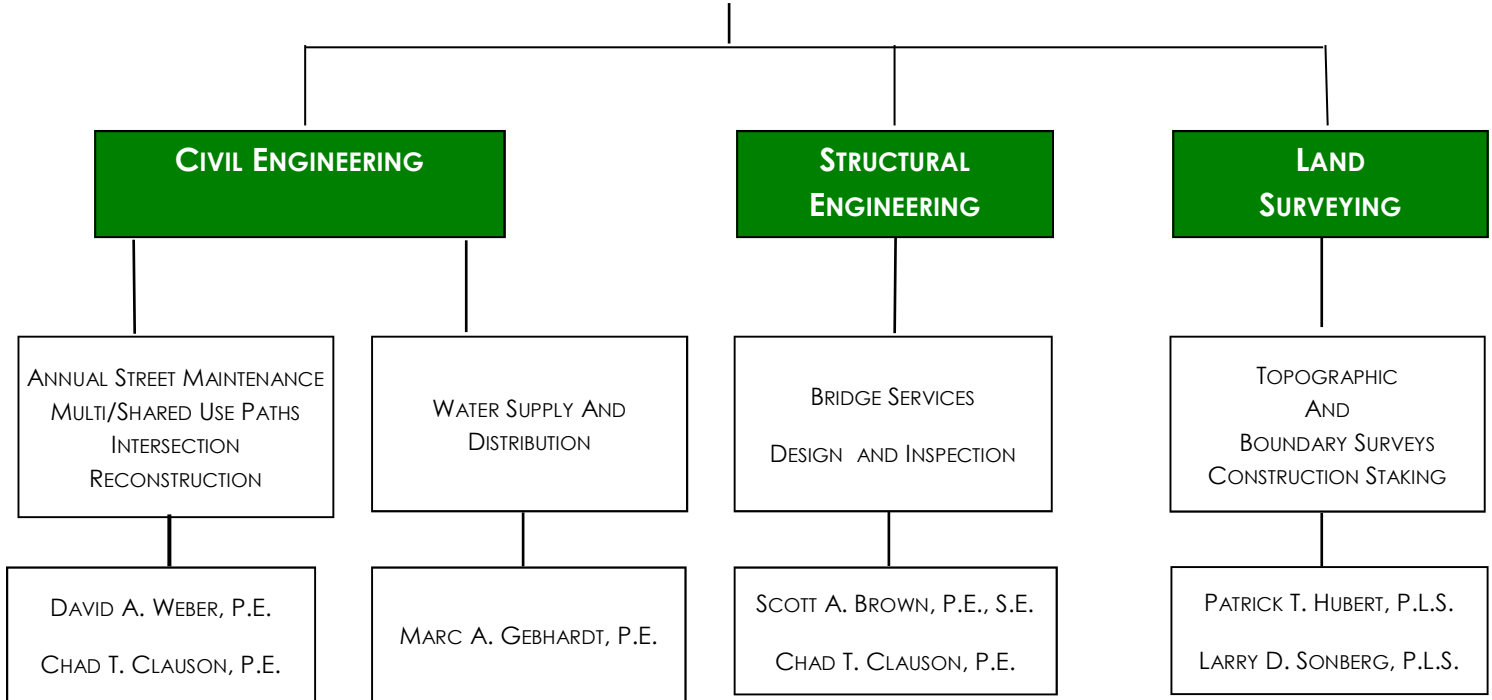 CIVIL ENGINEERING
STRUCTURAL
ENGINEERING
LAND
SURVEYING
ANNUAL STREET MAINTENANCE
MULTI/SHARED USE PATHS
INTERSECTION
RECONSTRUCTION
WATER SUPPLY AND
DISTRIBUTION
BRIDGE SERVICES
DESIGN AND INSPECTION
TOPOGRAPHIC
AND
BOUNDARY SURVEYS
CONSTRUCTION STAKING
DAVID A. WEBER, P.E.
CHAD T. CLAUSON, P.E.
MARC A. GEBHARDT, P.E.
SCOTT A. BROWN, P.E., S.E.
CHAD T. CLAUSON, P.E.
PATRICK T. HUBERT, P.L.S.
LARRY D. SONBERG, P.L.S.